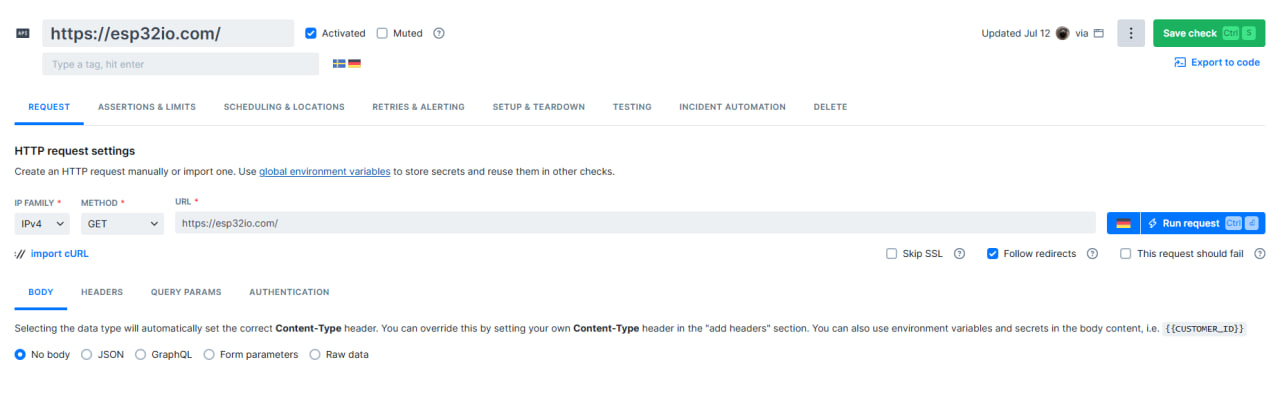 API https://esp32io.com/ Activated Muted ? Updated Jul 12 via Save check Ctrl S
Type a tag, hit enter Export to code
REQUEST ASSERTIONS & LIMITS SCHEDULING & LOCATIONS RETRIES & ALERTING SETUP & TEARDOWN TESTING INCIDENT AUTOMATION DELETE
HTTP request settings
Create an HTTP request manually or import one. Use global environment variables to store secrets and reuse them in other checks.
IP FAMILY * METHOD * URL *
IPv4 GET https://esp32io.com/ Run request Ctrl ⏎
:// import cURL Skip SSL ? Follow redirects ? This request should fail ?
BODY HEADERS QUERY PARAMS AUTHENTICATION
Selecting the data type will automatically set the correct Content-Type header. You can override this by setting your own Content-Type header in the "add headers" section. You can also use environment variables and secrets in the body content, i.e. {{CUSTOMER_ID}}
No body JSON GraphQL Form parameters Raw data